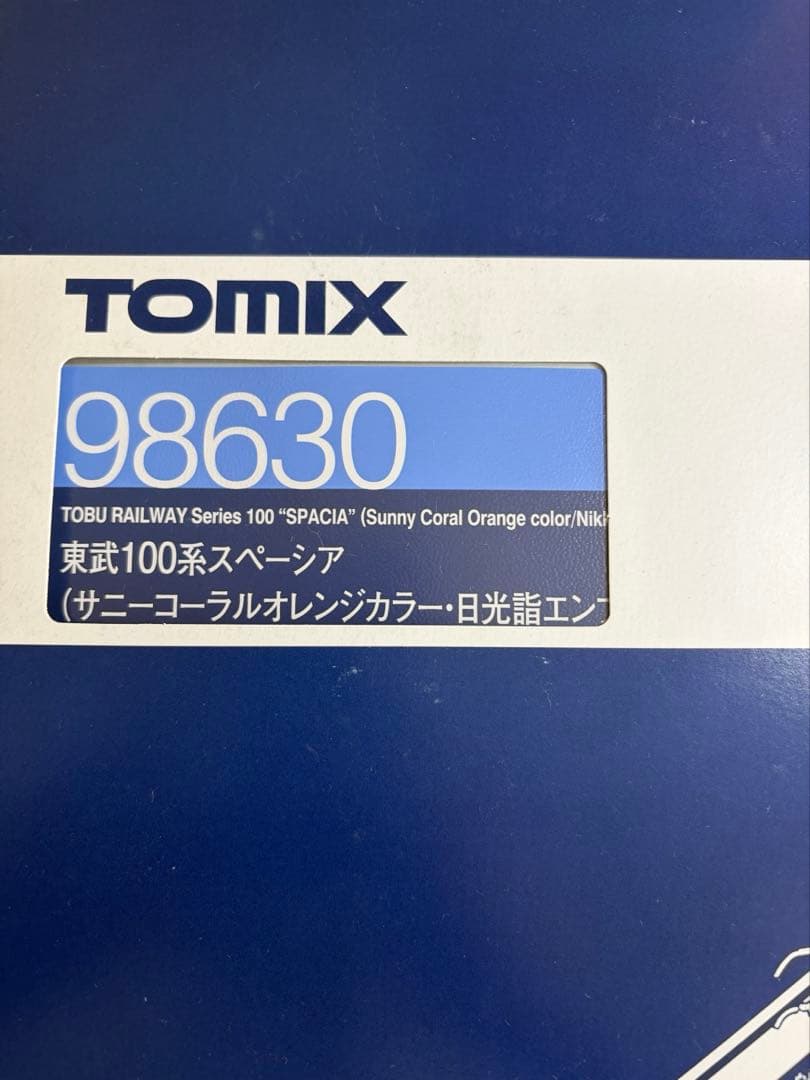 TOMIX
98630
TOBU RAILWAY Series 100 “SPACIA” (Sunny Coral Orange color/Nik
東武100系スペーシア
(サニーコーラルオレンジカラー・日光詣エン